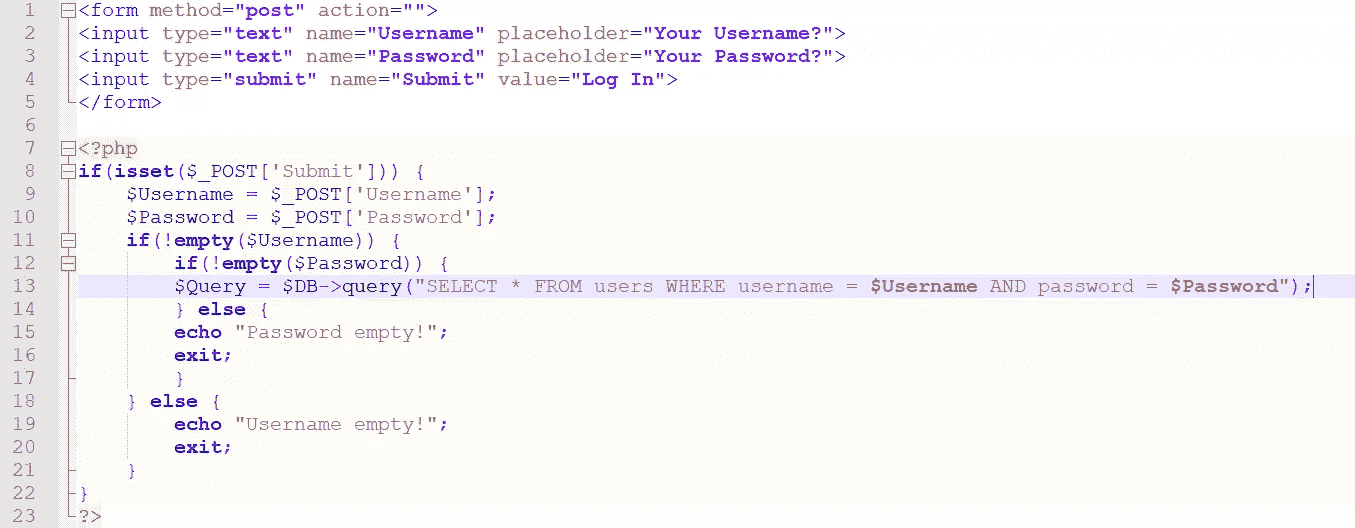 1 <form method="post" action="">
2 <input type="text" name="Username" placeholder="Your Username?">
3 <input type="text" name="Password" placeholder="Your Password?">
4 <input type="submit" name="Submit" value="Log In">
5 </form>
6
7 <?php
8 if(isset($_POST['Submit'])) {
9     $Username = $_POST['Username'];
10     $Password = $_POST['Password'];
11     if(!empty($Username)) {
12         if(!empty($Password)) {
13         $Query = $DB->query("SELECT * FROM users WHERE username = $Username AND password = $Password");
14         } else {
15         echo "Password empty!";
16         exit;
17         }
18     } else {
19         echo "Username empty!";
20         exit;
21     }
22 }
23 ?>